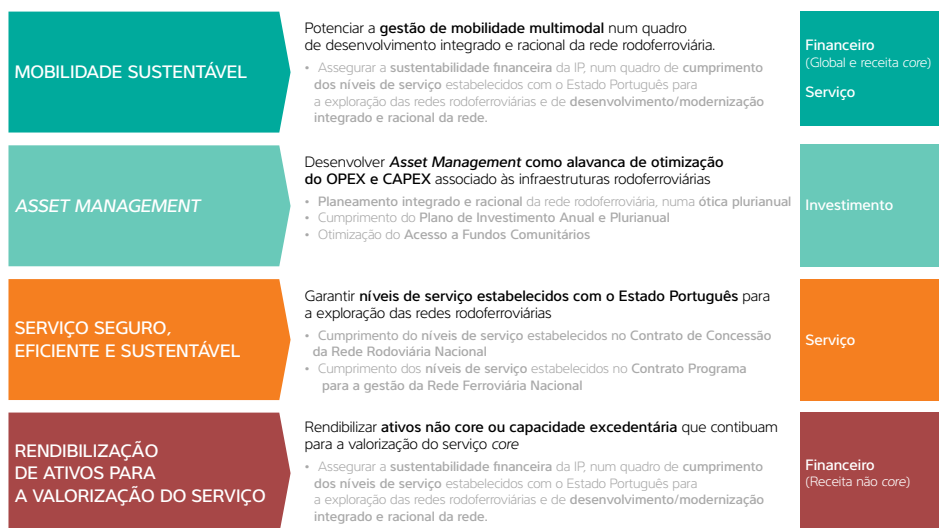 MOBILIDADE SUSTENTÁVEL
Potenciar a gestão de mobilidade multimodal num quadro
de desenvolvimento integrado e racional da rede rodoferroviária.
• Assegurar a sustentabilidade financeira da IP, num quadro de cumprimento
dos níveis de serviço estabelecidos com o Estado Português para
a exploração das redes rodoferroviárias e de desenvolvimento/modernização
integrado e racional da rede.
Financeiro
(Global e receita core)
Serviço
ASSET MANAGEMENT
Desenvolver Asset Management como alavanca de otimização
do OPEX e CAPEX associado às infraestruturas rodoferroviárias
• Planeamento integrado e racional da rede rodoferroviária, numa ótica plurianual
• Cumprimento do Plano de Investimento Anual e Plurianual
• Otimização do Acesso a Fundos Comunitários
Investimento
SERVIÇO SEGURO,
EFICIENTE E SUSTENTÁVEL
Garantir níveis de serviço estabelecidos com o Estado Português para
a exploração das redes rodoferroviárias
• Cumprimento do níveis de serviço estabelecidos no Contrato de Concessão
da Rede Rodoviária Nacional
• Cumprimento dos níveis de serviço estabelecidos no Contrato Programa
para a gestão da Rede Ferroviária Nacional
Serviço
RENDIBILIZAÇÃO
DE ATIVOS PARA
A VALORIZAÇÃO DO SERVIÇO
Rendibilizar ativos não core ou capacidade excedentária que contibuam
para a valorização do serviço core
• Assegurar a sustentabilidade financeira da IP, num quadro de cumprimento
dos níveis de serviço estabelecidos com o Estado Português para
a exploração das redes rodoferroviárias e de desenvolvimento/modernização
integrado e racional da rede.
Financeiro
(Receita não core)